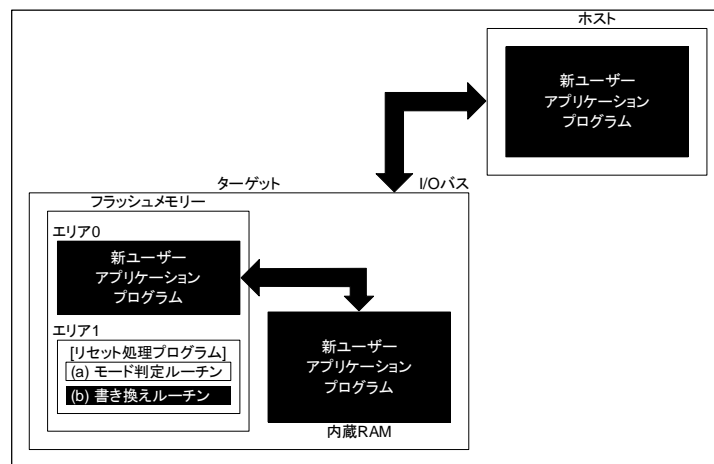 ホスト
新ユーザー
アプリケーション
プログラム
ターゲット
I/Oバス
フラッシュメモリー
エリア0
新ユーザー
アプリケーション
プログラム
エリア1
[リセット処理プログラム]
(a) モード判定ルーチン
(b) 書き換えルーチン
新ユーザー
アプリケーション
プログラム
内蔵RAM